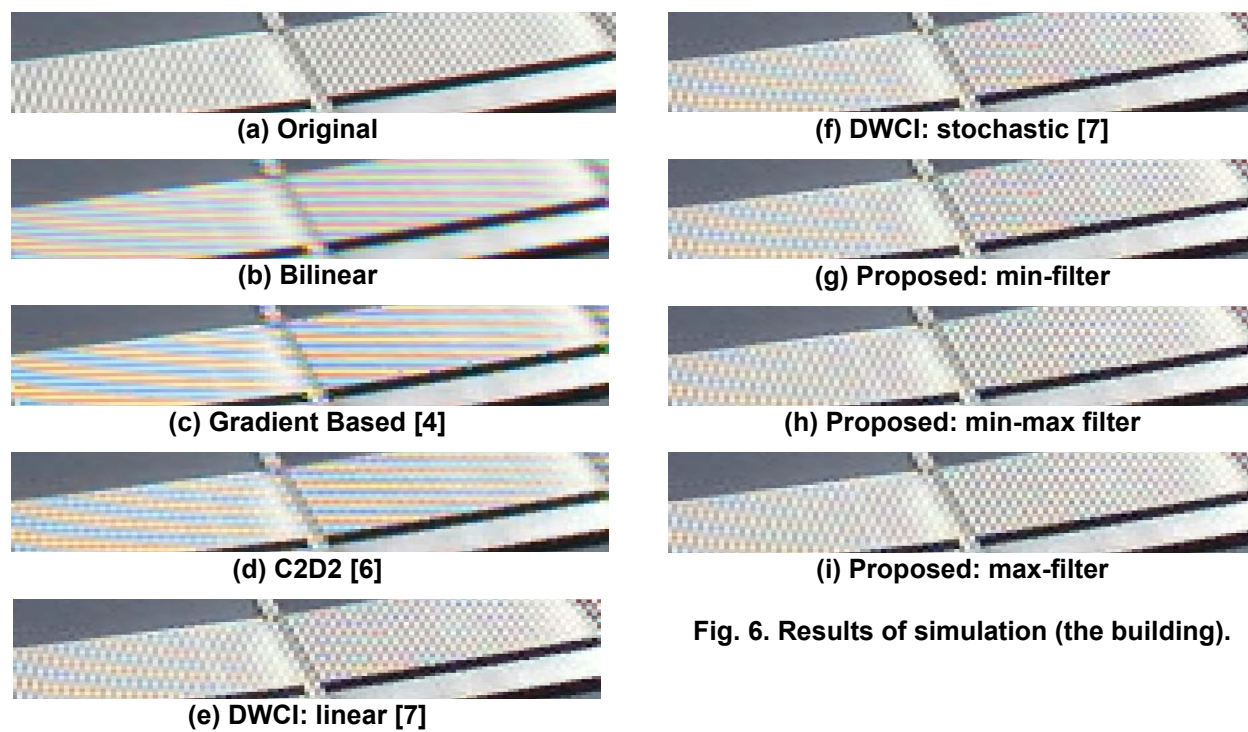 (a) Original
(b) Bilinear
(c) Gradient Based [4]
(d) C2D2 [6]
(e) DWCI: linear [7]
(f) DWCI: stochastic [7]
(g) Proposed: min-filter
(h) Proposed: min-max filter
(i) Proposed: max-filter
Fig. 6. Results of simulation (the building).